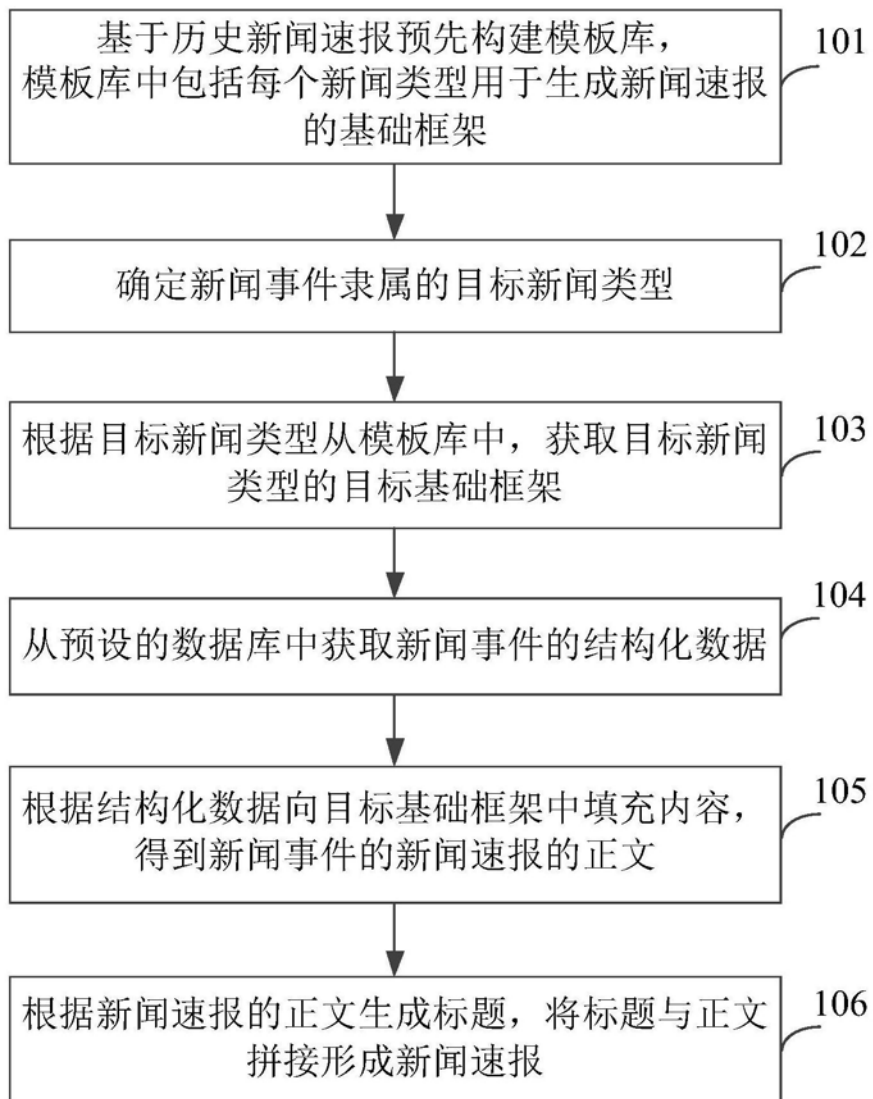 基于历史新闻速报预先构建模板库，
模板库中包括每个新闻类型用于生成新闻速报
的基础框架
101
确定新闻事件隶属的目标新闻类型
102
根据目标新闻类型从模板库中，获取目标新闻
类型的目标基础框架
103
从预设的数据库中获取新闻事件的结构化数据
104
根据结构化数据向目标基础框架中填充内容，
得到新闻事件的新闻速报的正文
105
根据新闻速报的正文生成标题，将标题与正文
拼接形成新闻速报
106